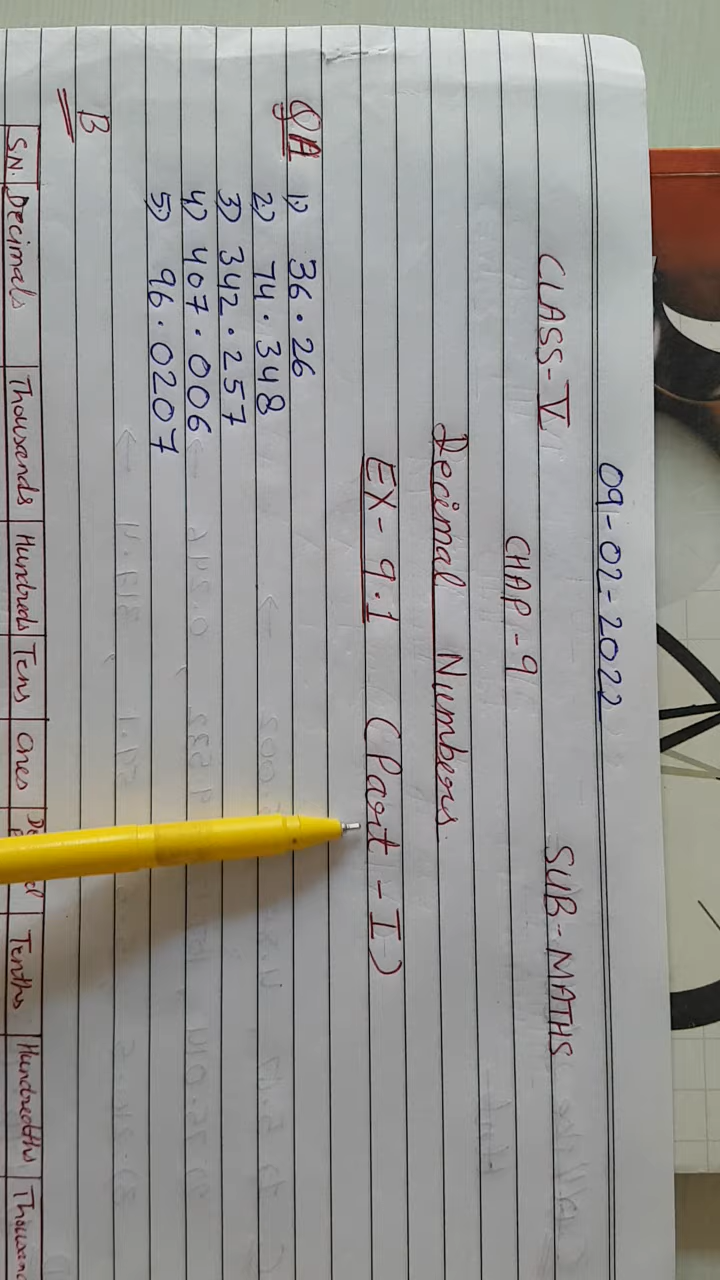 09-02-2022
CLASS-V SUB-MATHS
CHAP-9
Decimal Numbers.
EX-9.1 (Part-I)
QA 1) 36.26
2) 74.348
3) 342.257
4) 407.006
5) 96.0207
B
S.N. Decimals Thousands Hundreds Tens Ones Tenths Hundredths